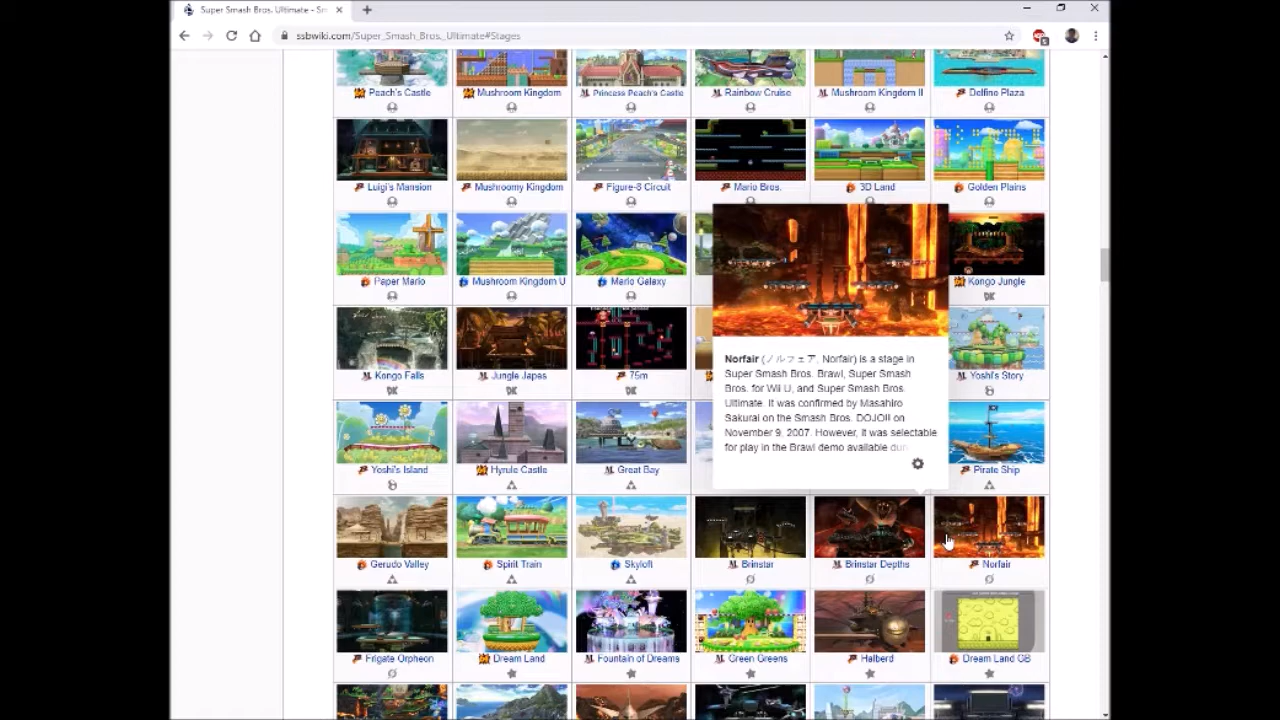 Super Smash Bros. Ultimate - Sm
ssbwiki.com/Super_Smash_Bros._Ultimate#Stages
Peach's Castle
Mushroom Kingdom
Princess Peach's Castle
Rainbow Cruise
Mushroom Kingdom II
Delfino Plaza
Luigi's Mansion
Mushroomy Kingdom
Figure-8 Circuit
Mario Bros.
3D Land
Golden Plains
Paper Mario
Mushroom Kingdom U
Mario Galaxy
Kongo Jungle
DK
Norfair (ノルフェア, Norfair) is a stage in
Super Smash Bros. Brawl, Super Smash
Bros. for Wii U, and Super Smash Bros.
Ultimate. It was confirmed by Masahiro
Sakurai on the Smash Bros. DOJO!! on
November 9, 2007. However, it was selectable
for play in the Brawl demo available
Kongo Falls
Jungle Japes
75m
Yoshi's Story
DK
DK
DK
Yoshi's Island
Hyrule Castle
Great Bay
Pirate Ship
Gerudo Valley
Spirit Train
Skyloft
Brinstar
Brinstar Depths
Norfair
Frigate Orpheon
Dream Land
Fountain of Dreams
Green Greens
Halberd
Dream Land GB